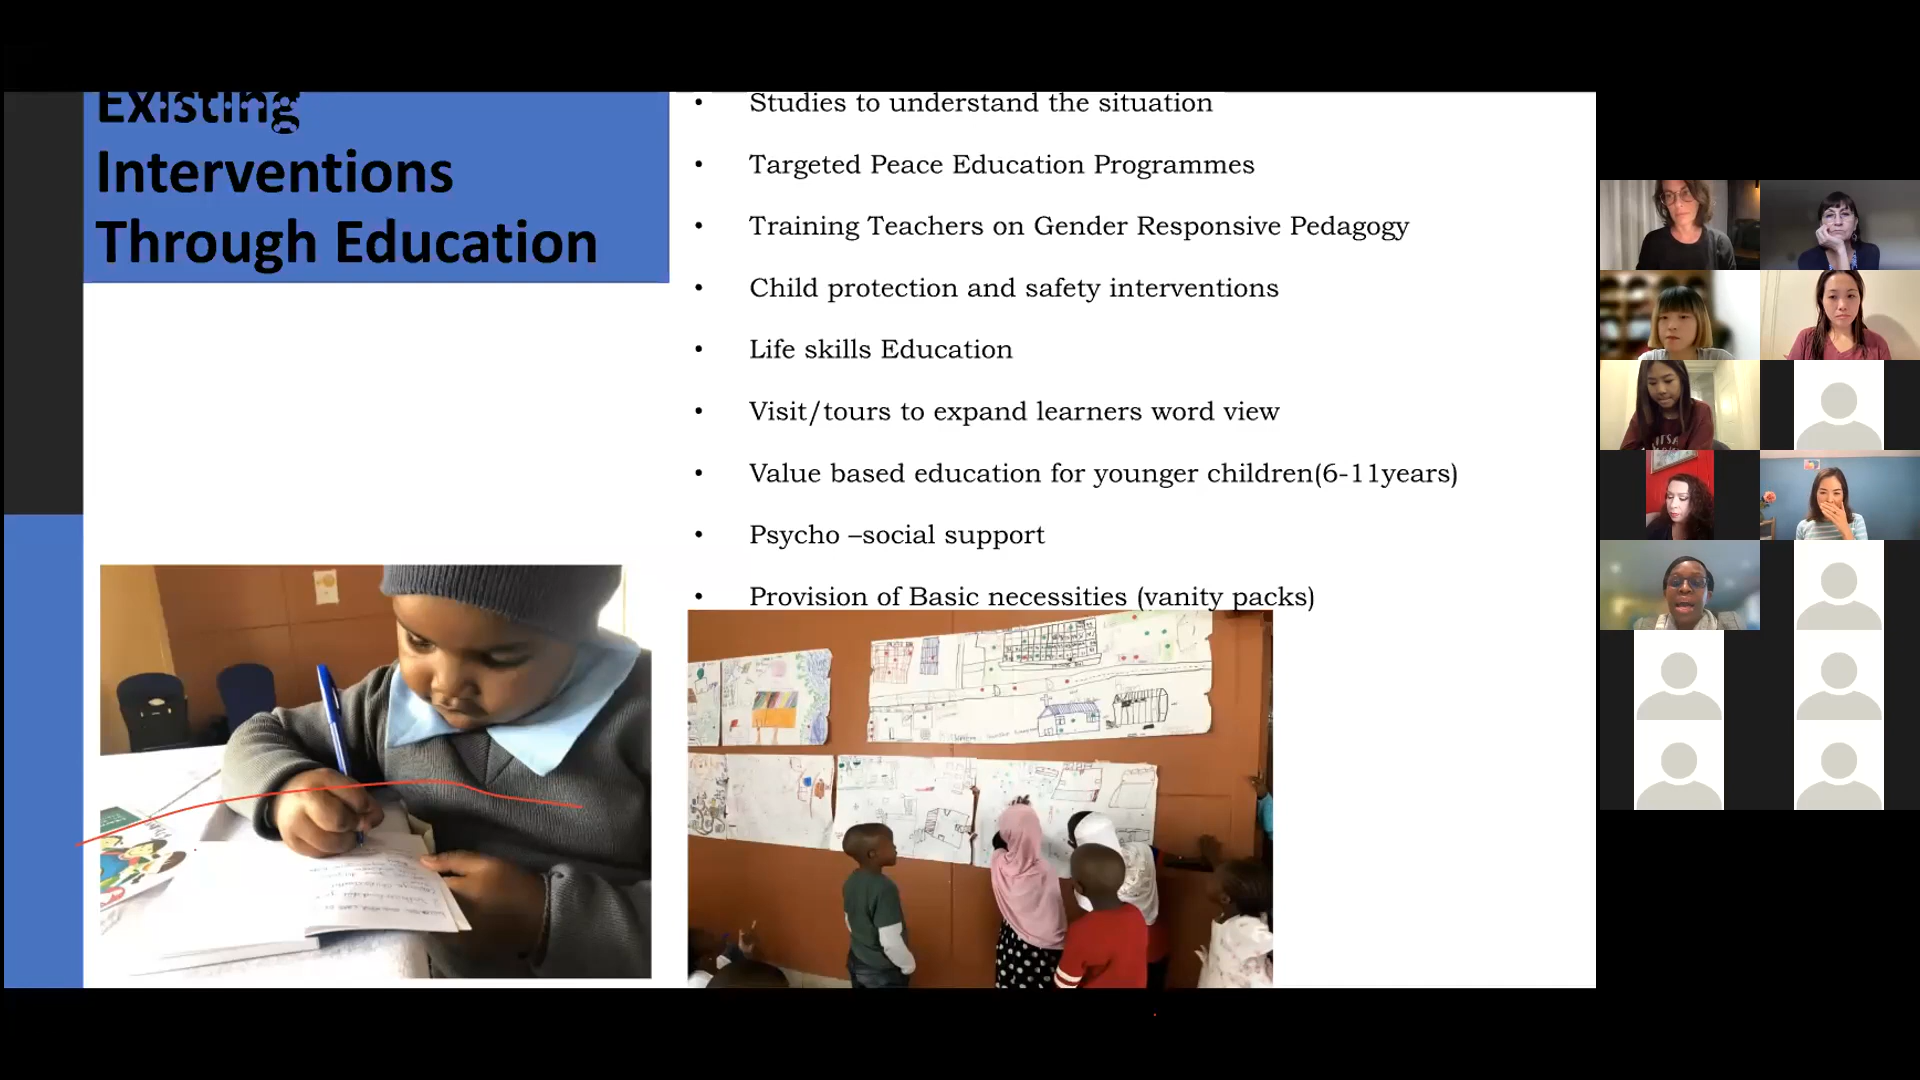 Existing
Interventions
Through Education
• Studies to understand the situation
• Targeted Peace Education Programmes
• Training Teachers on Gender Responsive Pedagogy
• Child protection and safety interventions
• Life skills Education
• Visit/tours to expand learners word view
• Value based education for younger children(6-11years)
• Psycho –social support
• Provision of Basic necessities (vanity packs)